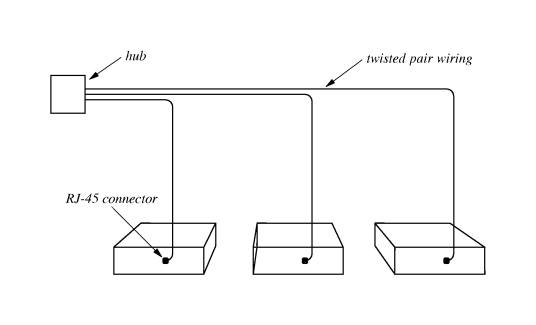 hub
twisted pair wiring
RJ-45 connector